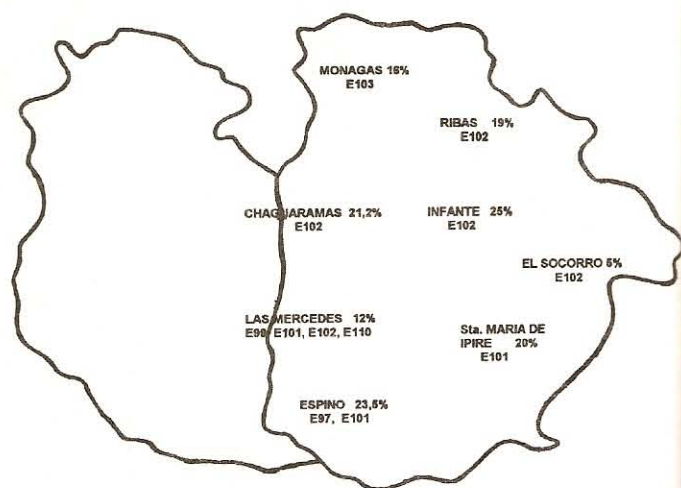 MONAGAS 16%
E103
RIBAS 19%
E102
CHAGUARAMAS 21,2%
E102
INFANTE 25%
E102
EL SOCORRO 5%
E102
LAS MERCEDES 12%
E101, E102, E110
Sta. MARIA DE
IPIRE 20%
E101
ESPINO 23,5%
E97, E101